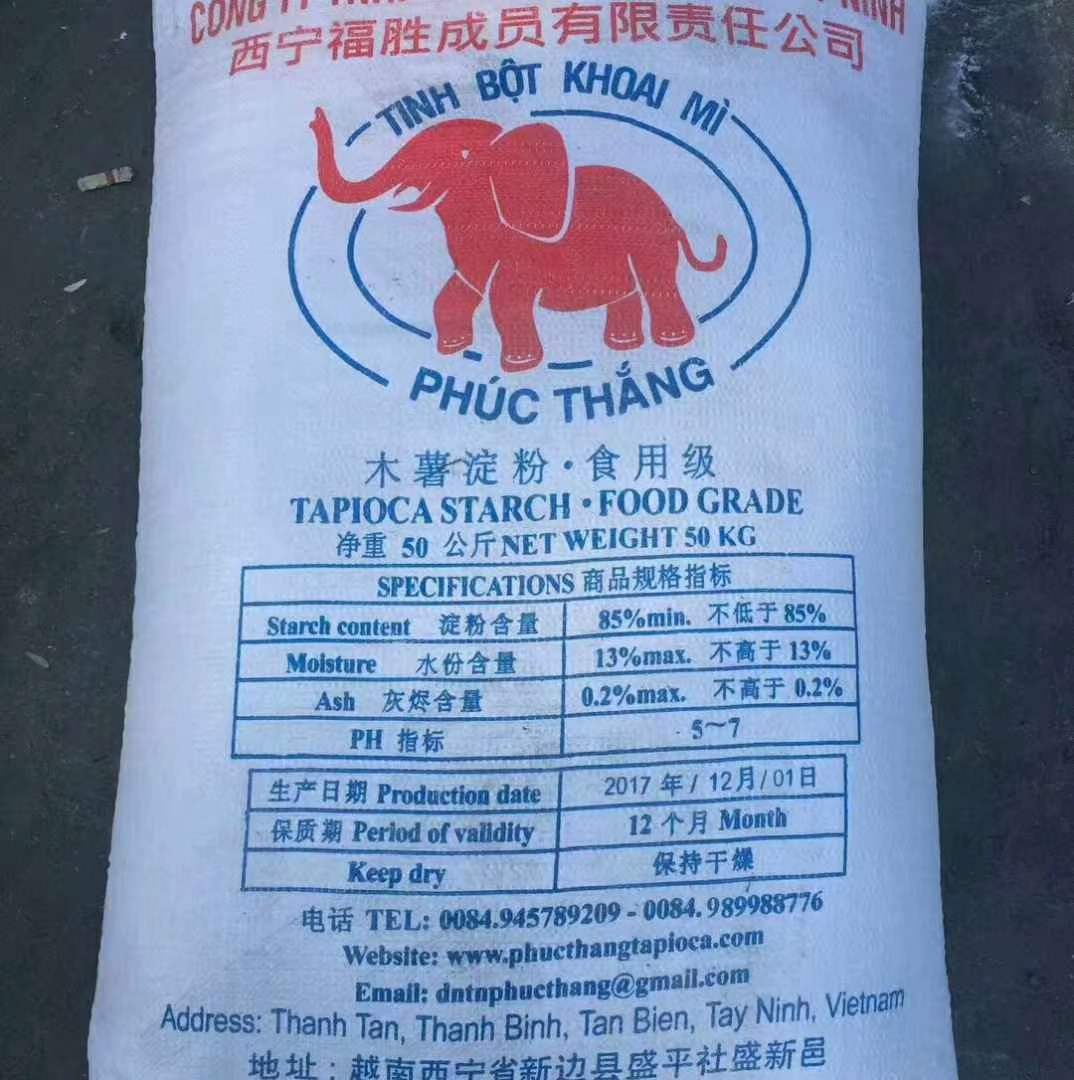 CÔNG TY
NINH
西宁福胜成员有限责任公司
TINH BỘT KHOAI MÌ
PHÚC THẮNG
木薯淀粉·食用级
TAPIOCA STARCH · FOOD GRADE
净重 50 公斤 NET WEIGHT 50 KG
SPECIFICATIONS 商品规格指标
Starch content 淀粉含量 85%min. 不低于 85%
Moisture 水份含量 13%max. 不高于 13%
Ash 灰烬含量 0.2%max. 不高于 0.2%
PH 指标 5~7
生产日期 Production date 2017 年 / 12月 / 01日
保质期 Period of validity 12 个月 Month
Keep dry 保持干燥
电话 TEL: 0084.945789209 - 0084.989988776
Website: www.phucthangtapioca.com
Email: dntnphucthang@gmail.com
Address: Thanh Tan, Thanh Binh, Tan Bien, Tay Ninh, Vietnam
地址：越南西宁省新边县盛平社盛新邑